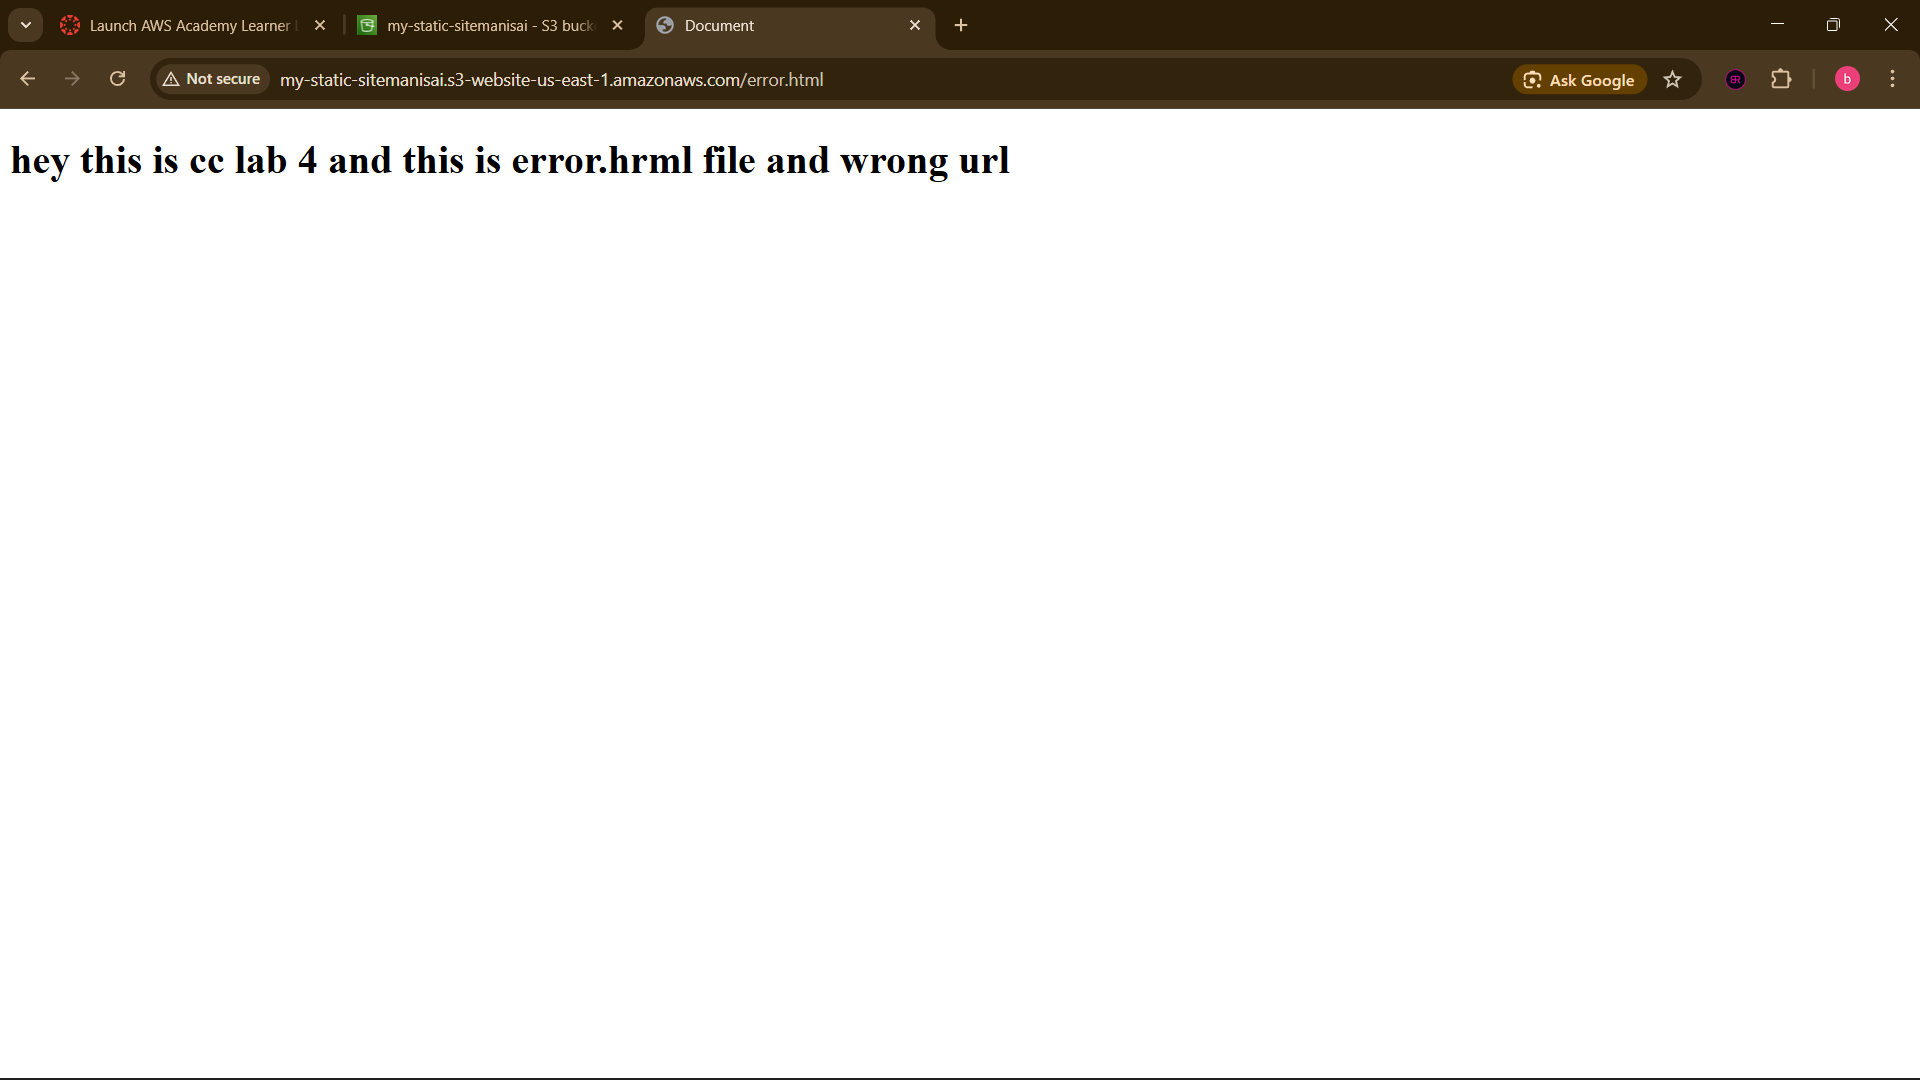 Launch AWS Academy Learner
my-static-sitemanisai - S3 buck
Document
Not secure
my-static-sitemanisai.s3-website-us-east-1.amazonaws.com/error.html
Ask Google
b
hey this is cc lab 4 and this is error.hrml file and wrong url